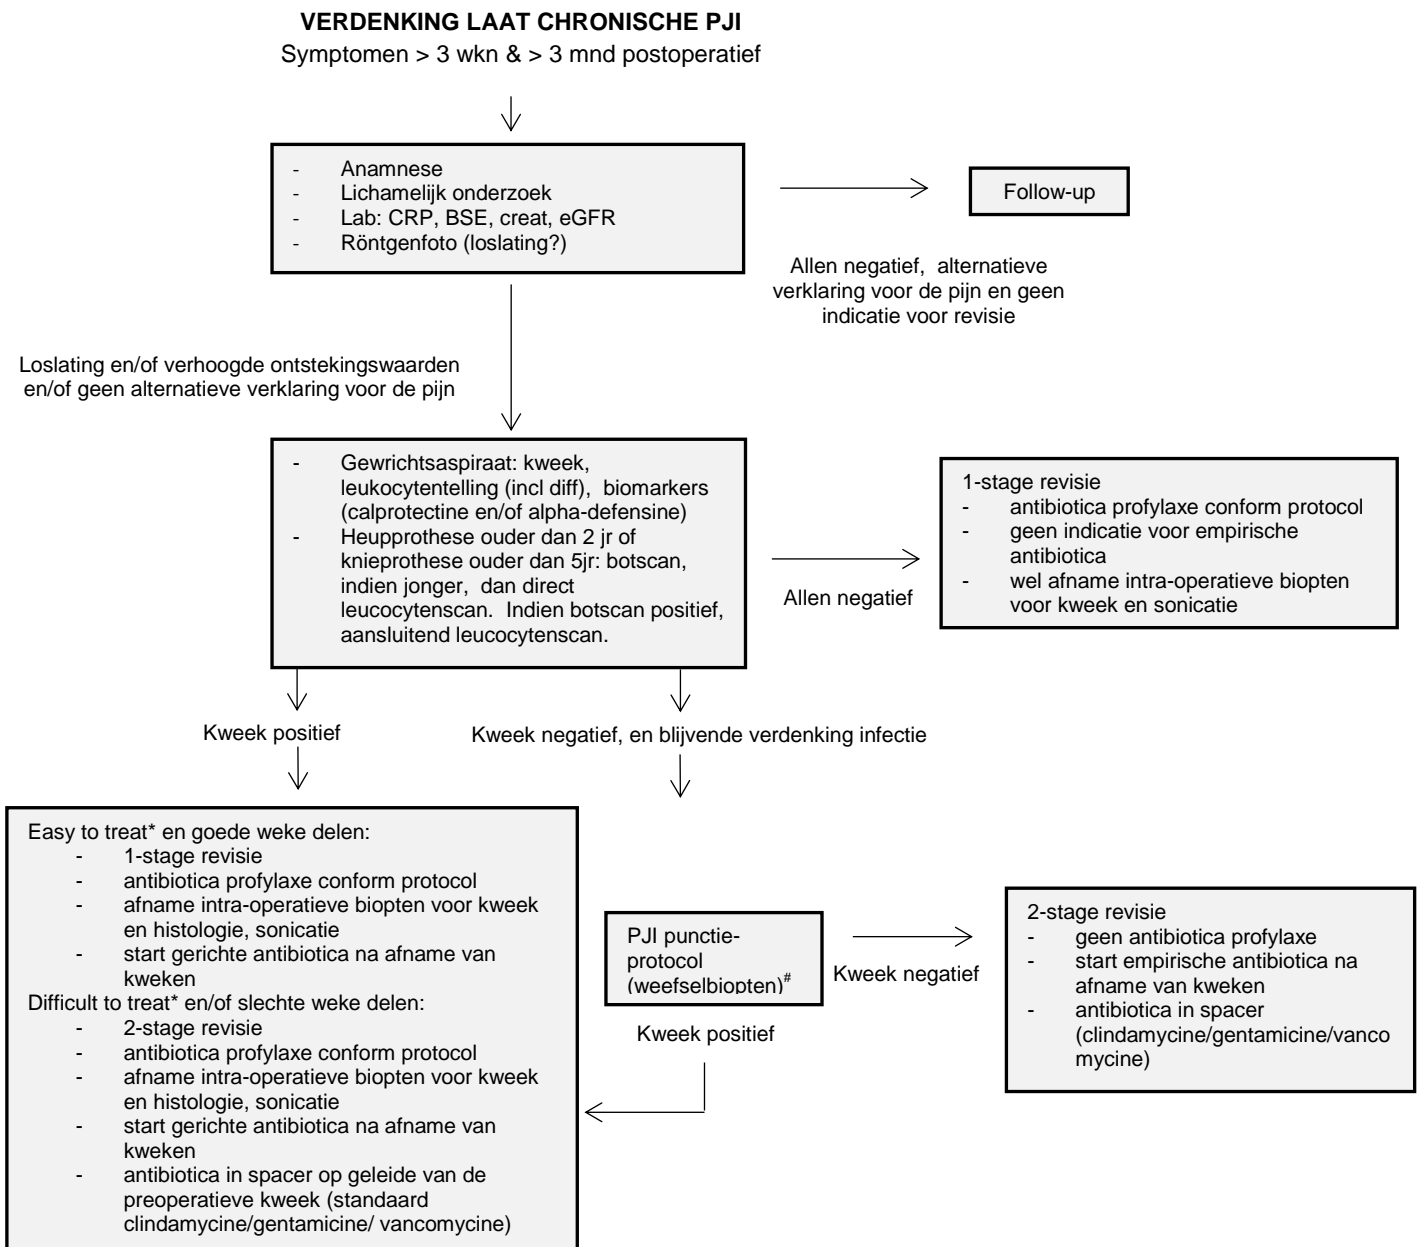 VERDENKING LAAT CHRONISCHE PJI
Symptomen > 3 wkn & > 3 mnd postoperatief
- Anamnese
- Lichamelijk onderzoek
- Lab: CRP, BSE, creat, eGFR
- Röntgenfoto (loslating?)
Follow-up
Allen negatief, alternatieve
verklaring voor de pijn en geen
indicatie voor revisie
Loslating en/of verhoogde ontstekingswaarden
en/of geen alternatieve verklaring voor de pijn
- Gewrichtsaspiraat: kweek,
leukocytentelling (incl diff), biomarkers
(calprotectine en/of alpha-defensine)
- Heupprothese ouder dan 2 jr of
knieprothese ouder dan 5jr: botscan,
indien jonger, dan direct
leucocytenscan. Indien botscan positief,
aansluitend leucocytenscan.
Allen negatief
1-stage revisie
- antibiotica profylaxe conform protocol
- geen indicatie voor empirische
antibiotica
- wel afname intra-operatieve biopten
voor kweek en sonicatie
Kweek positief
Kweek negatief, en blijvende verdenking infectie
Easy to treat* en goede weke delen:
- 1-stage revisie
- antibiotica profylaxe conform protocol
- afname intra-operatieve biopten voor kweek
en histologie, sonicatie
- start gerichte antibiotica na afname van
kweken
Difficult to treat* en/of slechte weke delen:
- 2-stage revisie
- antibiotica profylaxe conform protocol
- afname intra-operatieve biopten voor kweek
en histologie, sonicatie
- start gerichte antibiotica na afname van
kweken
- antibiotica in spacer op geleide van de
preoperatieve kweek (standaard
clindamycine/gentamicine/ vancomycine)
PJI punctie-
protocol
(weefselbiopten)#
Kweek negatief
Kweek positief
2-stage revisie
- geen antibiotica profylaxe
- start empirische antibiotica na
afname van kweken
- antibiotica in spacer
(clindamycine/gentamicine/vanco
mycine)